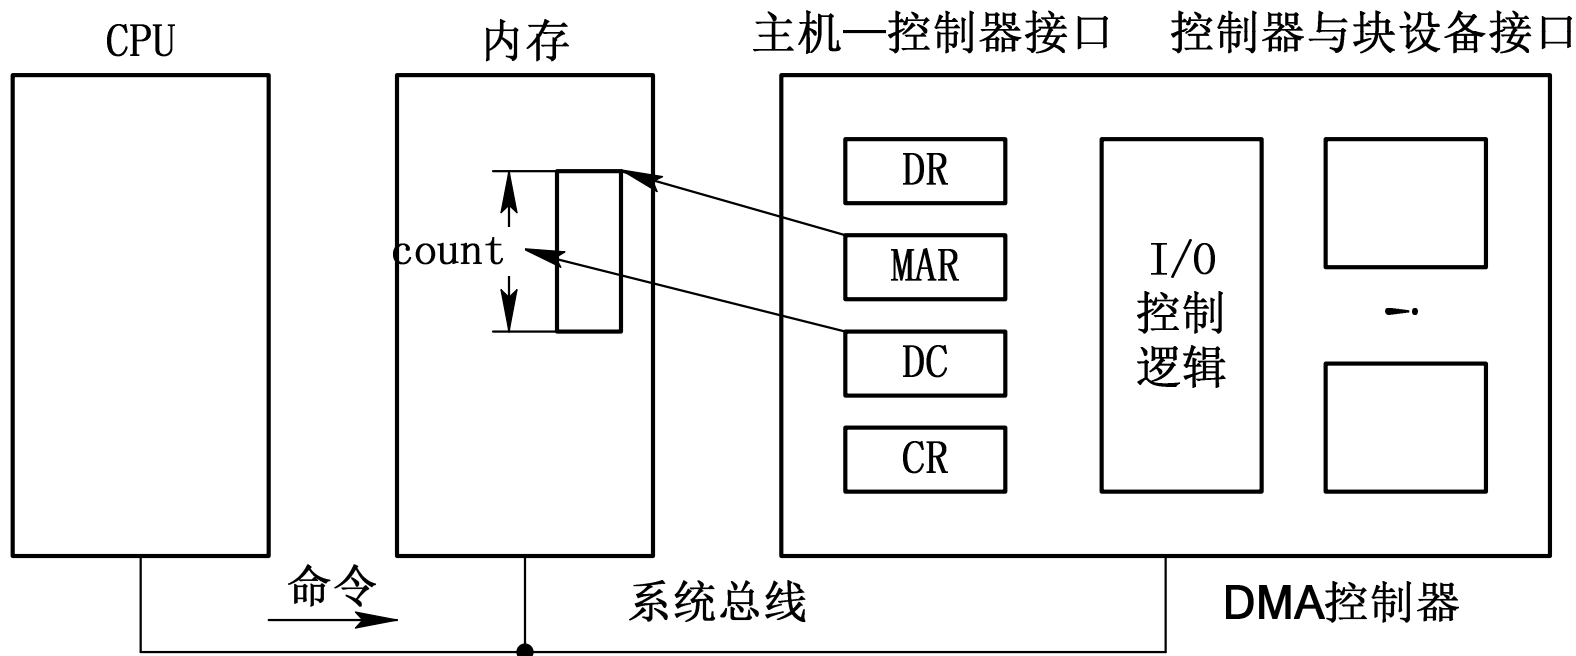 CPU
内存
主机—控制器接口
控制器与块设备接口
count
DR
MAR
DC
CR
I/O
控制
逻辑
命令
系统总线
DMA控制器